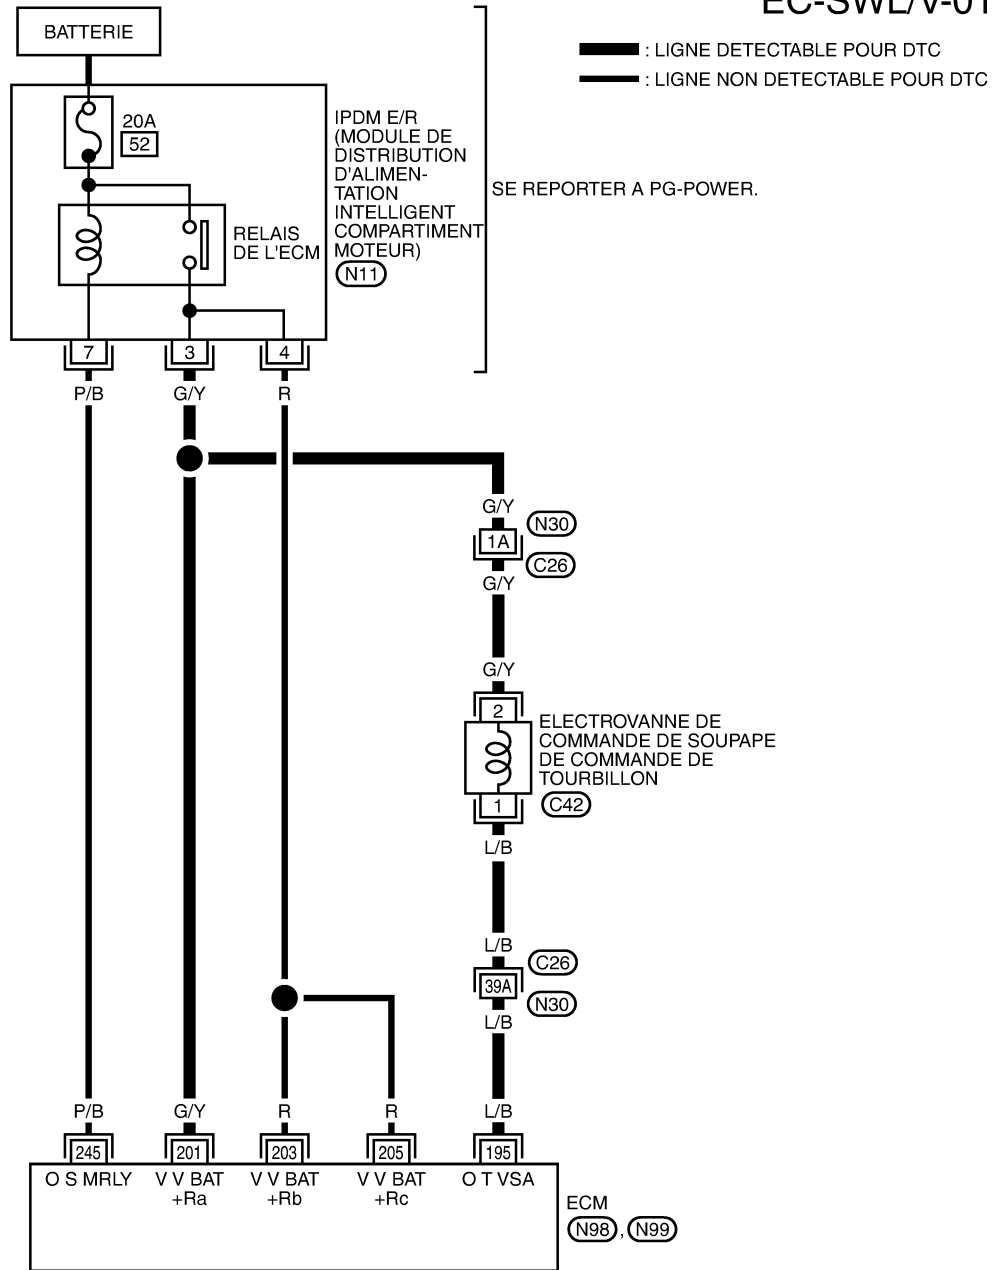 EC-SWL/V-01
BATTERIE
: LIGNE DETECTABLE POUR DTC
: LIGNE NON DETECTABLE POUR DTC
20A
52
IPDM E/R
(MODULE DE
DISTRIBUTION
D'ALIMEN-
TATION
INTELLIGENT
COMPARTIMENT
MOTEUR)
N11
SE REPORTER A PG-POWER.
RELAIS
DE L'ECM
7 3 4
P/B G/Y R
G/Y
N30
1A
C26
G/Y
G/Y
2
ELECTROVANNE DE
COMMANDE DE SOUPAPE
DE COMMANDE DE
TOURBILLON
1
C42
L/B
L/B
C26
39A
N30
L/B
P/B G/Y R R L/B
245 201 203 205 195
O S MRLY V V BAT V V BAT V V BAT O T VSA
+Ra +Rb +Rc
ECM
N98 , N99